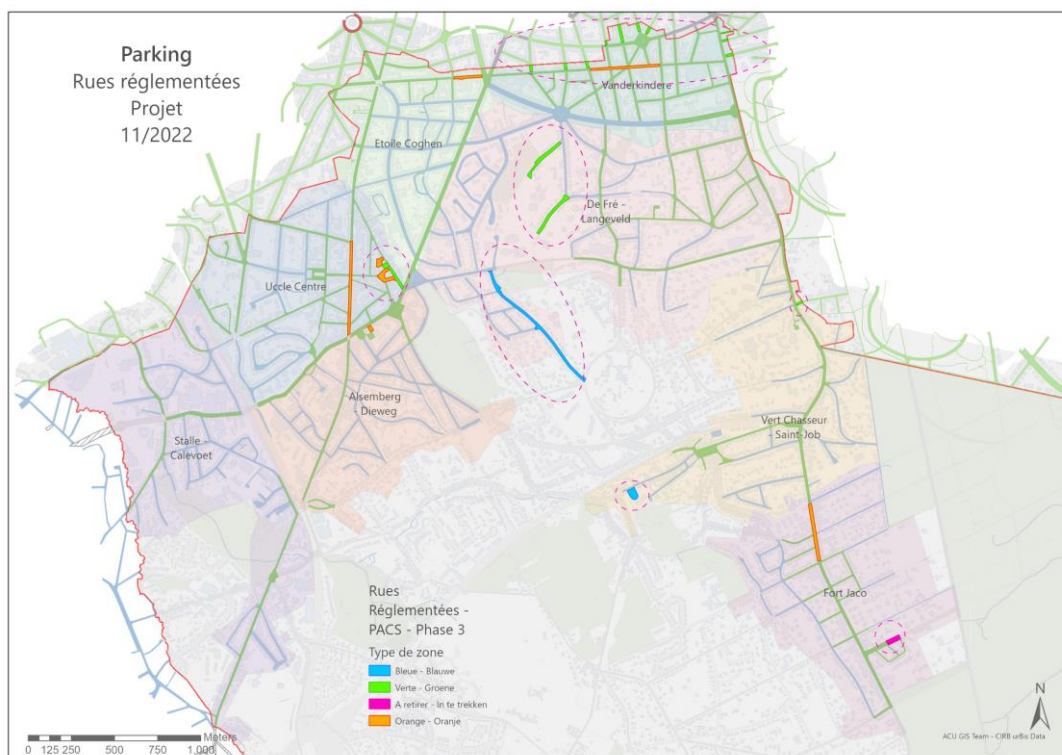 Parking
Rues réglementées
Projet
11/2022
Vanderkindere
Etoile Coghen
De Fré -
Langeveld
Uccle Centre
Alsemberg
- Dieweg
Stalle -
Calevoet
Vert Chasseur
- Saint-Job
Fort Jaco
Rues
Réglementées -
PACS - Phase 3
Type de zone
Bleue - Blauwe
Verte - Groene
A retirer - In te trekken
Orange - Oranje
Meters
0 125 250 500 750 1.000
N
ACU GIS Team - CIRB urBis Data